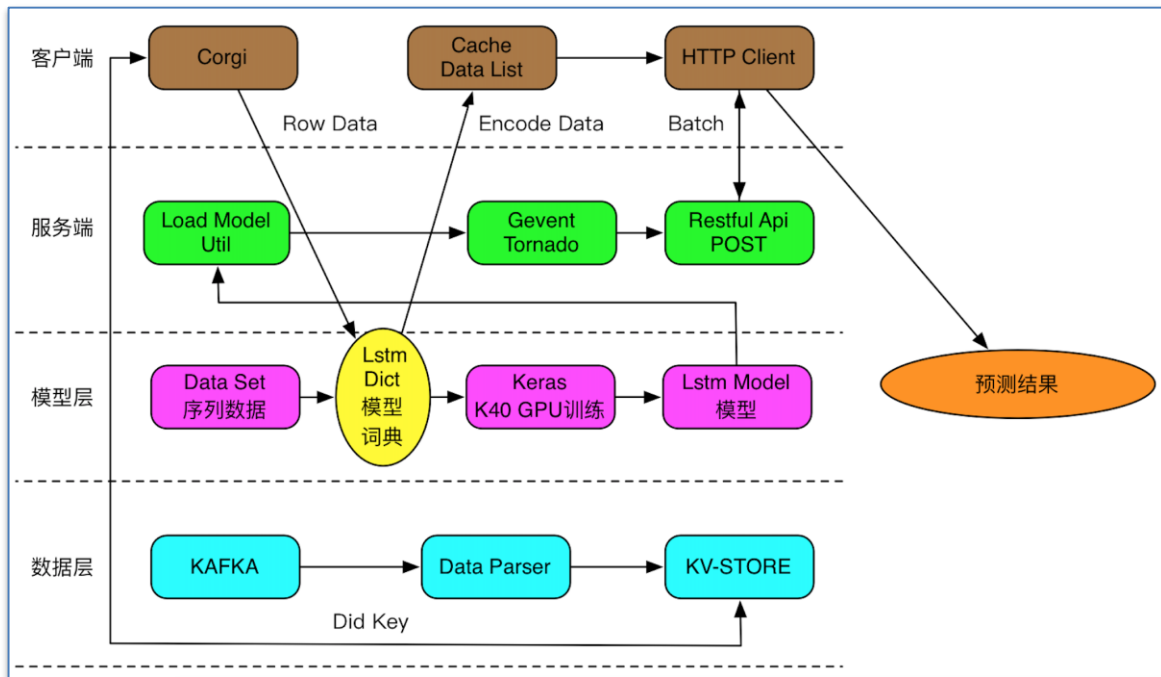 客户端
Corgi
Cache
Data List
HTTP Client
Row Data
Encode Data
Batch
服务端
Load Model
Util
Gevent
Tornado
Restful Api
POST
模型层
Data Set
序列数据
Lstm
Dict
模型
词典
Keras
K40 GPU训练
Lstm Model
模型
预测结果
数据层
KAFKA
Data Parser
KV-STORE
Did Key